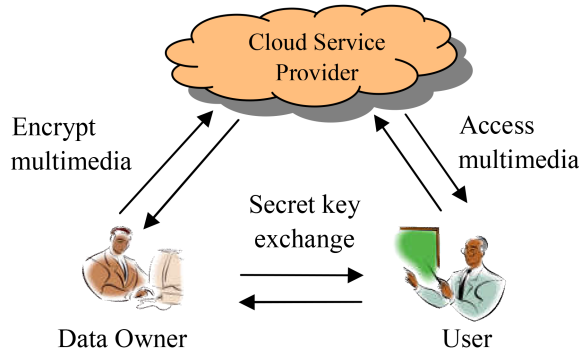 Cloud Service
Provider
Encrypt
multimedia
Access
multimedia
Secret key
exchange
Data Owner
User